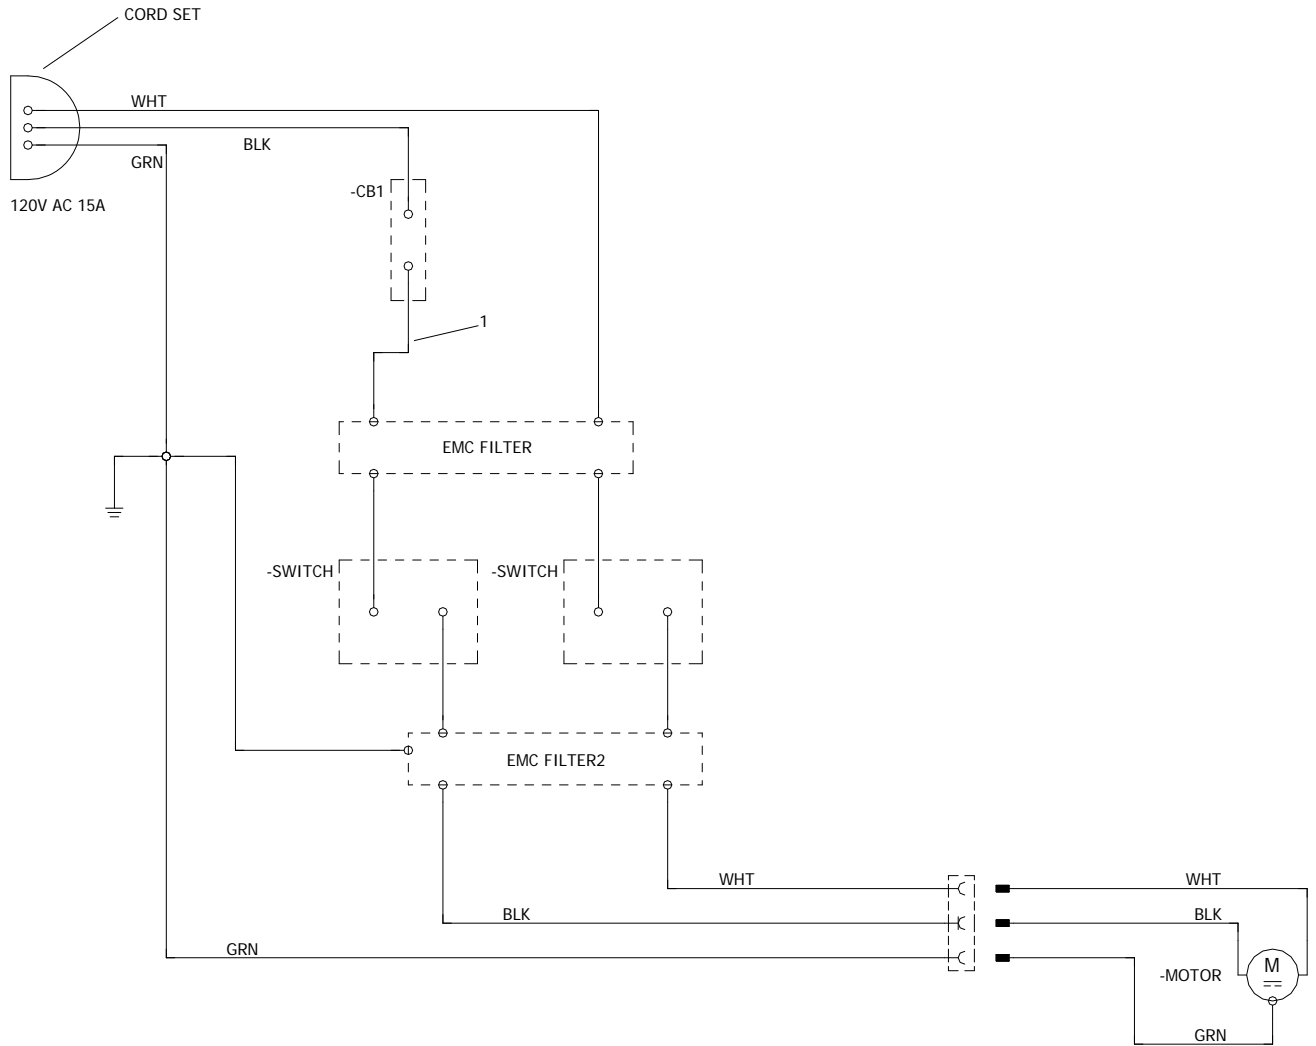 CORD SET
WHT
BLK
GRN
120V AC 15A
-CB1
1
EMC FILTER
-SWITCH
-SWITCH
EMC FILTER2
WHT
WHT
BLK
BLK
GRN
M
-MOTOR
GRN